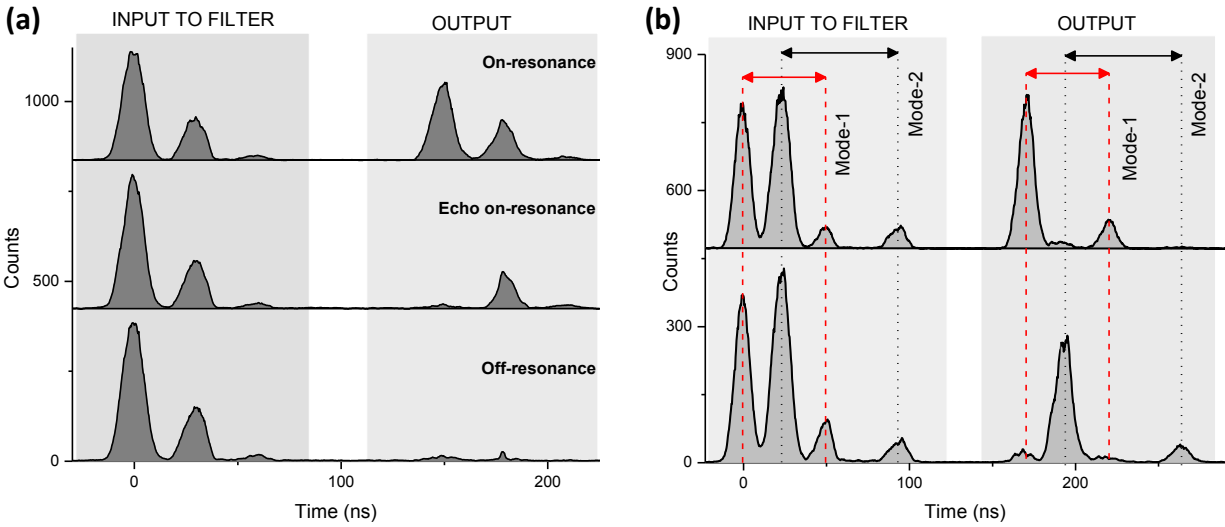 (a)
INPUT TO FILTER
OUTPUT
On-resonance
Echo on-resonance
Off-resonance
Counts
1000
500
0
0
100
200
Time (ns)
(b)
INPUT TO FILTER
OUTPUT
Mode-1
Mode-2
Mode-1
Mode-2
Counts
900
600
300
0
0
100
200
Time (ns)